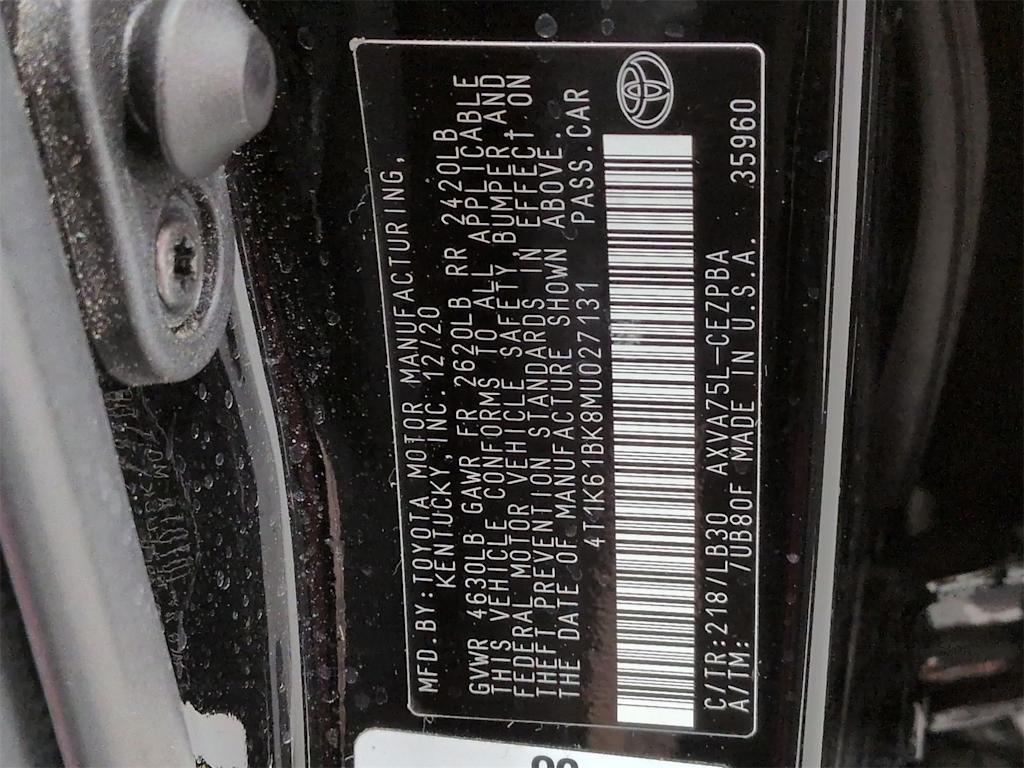 MFD.BY:TOYOTA MOTOR MANUFACTURING,
KENTUCKY, INC. 12/20
GVWR 4630LB GAWR FR 2620LB RR 2420LB
THIS VEHICLE CONFORMS TO ALL APPLICABLE
FEDERAL MOTOR VEHICLE SAFETY, BUMPER, AND
THEFT PREVENTION STANDARDS IN EFFECT ON
THE DATE OF MANUFACTURE SHOWN ABOVE.
4T1K61BK8MU027131 PASS.CAR
C/TR:218/LB30 AXVA75L-CEZPBA
A/TM: /UB80F MADE IN U.S.A. 35960